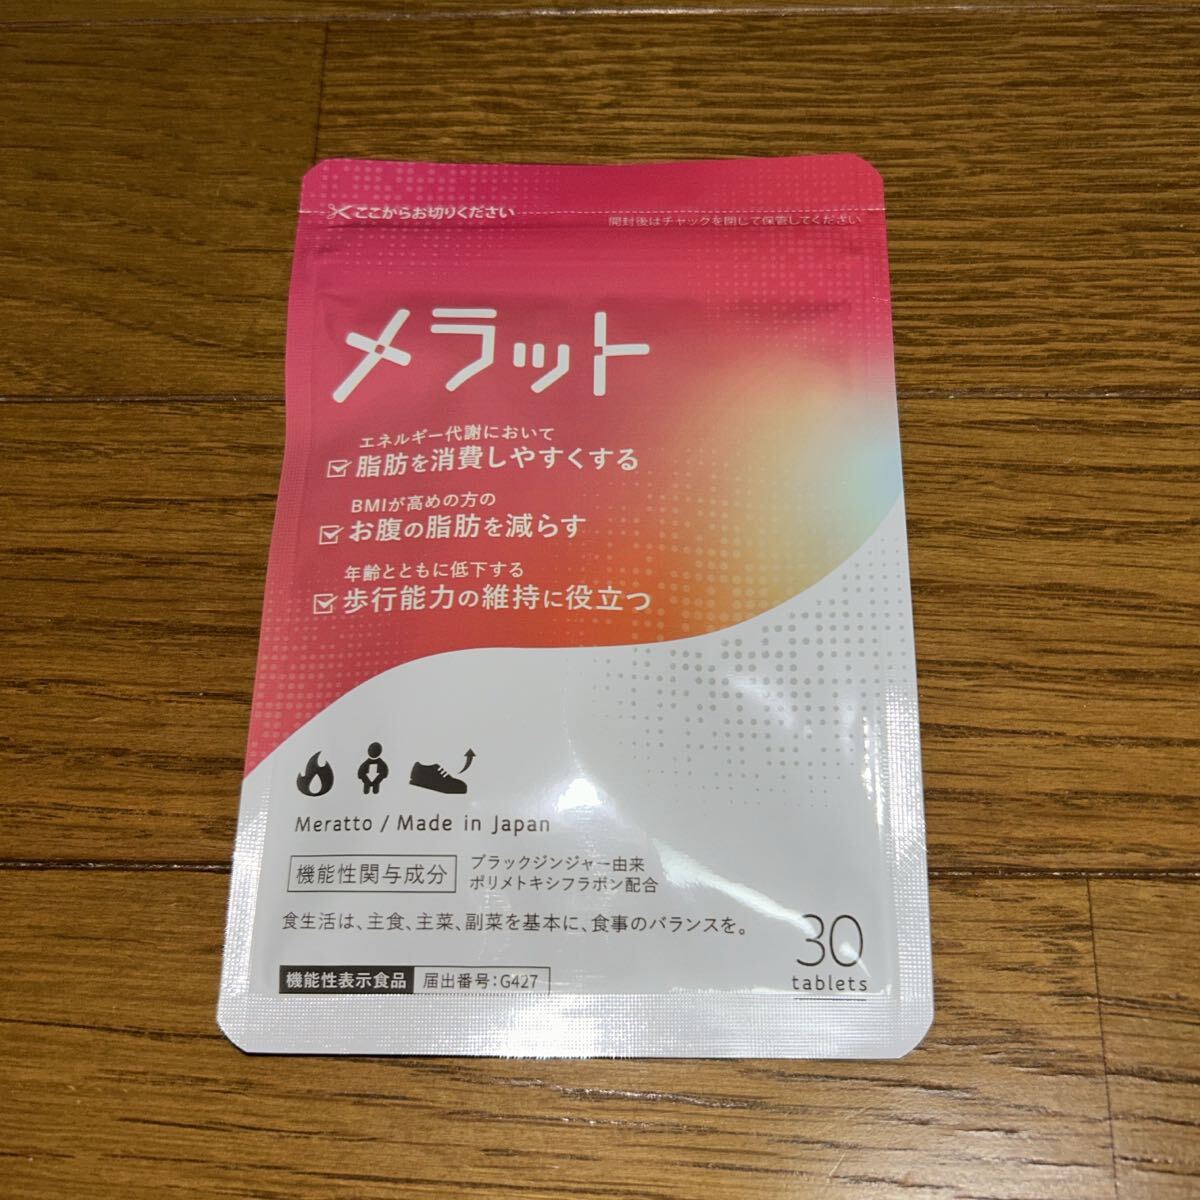 ここからお切りください
開封後はチャックを閉じて保管してください
メラット
エネルギー代謝において
脂肪を消費しやすくする
BMIが高めの方の
お腹の脂肪を減らす
年齢とともに低下する
歩行能力の維持に役立つ
Meratto / Made in Japan
機能性関与成分
ブラックジンジャー由来
ポリメトキシフラボン配合
食生活は、主食、主菜、副菜を基本に、食事のバランスを。
30
tablets
機能性表示食品 届出番号:G427